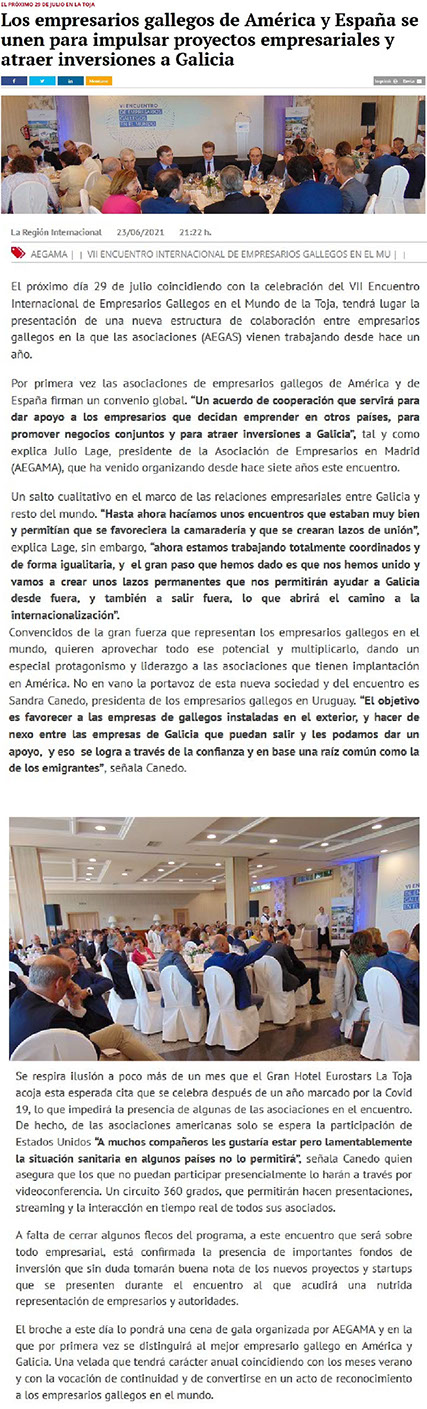 EL PRÓXIMO 29 DE JULIO EN LA TOJA
Los empresarios gallegos de América y España se
unen para impulsar proyectos empresariales y
atraer inversiones a Galicia
VI ENCUENTRO
DE EMPRESARIOS
GALLEGOS
EN EL MUNDO
La Región Internacional 23/06/2021 21:22 h.
AEGAMA | | VII ENCUENTRO INTERNACIONAL DE EMPRESARIOS GALLEGOS EN EL MU | |
El próximo día 29 de julio coincidiendo con la celebración del VII Encuentro
Internacional de Empresarios Gallegos en el Mundo de la Toja, tendrá lugar la
presentación de una nueva estructura de colaboración entre empresarios
gallegos en la que las asociaciones (AEGAS) vienen trabajando desde hace un
año.
Por primera vez las asociaciones de empresarios gallegos de América y de
España firman un convenio global. “Un acuerdo de cooperación que servirá para
dar apoyo a los empresarios que decidan emprender en otros países, para
promover negocios conjuntos y para atraer inversiones a Galicia”, tal y como
explica Julio Lage, presidente de la Asociación de Empresarios en Madrid
(AEGAMA), que ha venido organizando desde hace siete años este encuentro.
Un salto cualitativo en el marco de las relaciones empresariales entre Galicia y
resto del mundo. “Hasta ahora hacíamos unos encuentros que estaban muy bien
y permitían que se favoreciera la camaradería y que se crearan lazos de unión”,
explica Lage, sin embargo, “ahora estamos trabajando totalmente coordinados y
de forma igualitaria, y el gran paso que hemos dado es que nos hemos unido y
vamos a crear unos lazos permanentes que nos permitirán ayudar a Galicia
desde fuera, y también a salir fuera, lo que abrirá el camino a la
internacionalización”.
Convencidos de la gran fuerza que representan los empresarios gallegos en el
mundo, quieren aprovechar todo ese potencial y multiplicarlo, dando un
especial protagonismo y liderazgo a las asociaciones que tienen implantación
en América. No en vano la portavoz de esta nueva sociedad y del encuentro es
Sandra Canedo, presidenta de los empresarios gallegos en Uruguay. “El objetivo
es favorecer a las empresas de gallegos instaladas en el exterior, y hacer de
nexo entre las empresas de Galicia que puedan salir y les podamos dar un
apoyo, y eso se logra a través de la confianza y en base una raíz común como la
de los emigrantes”, señala Canedo.
VI ENCUENTRO
Se respira ilusión a poco más de un mes que el Gran Hotel Eurostars La Toja
acoja esta esperada cita que se celebra después de un año marcado por la Covid
19, lo que impedirá la presencia de algunas de las asociaciones en el encuentro.
De hecho, de las asociaciones americanas solo se espera la participación de
Estados Unidos “A muchos compañeros les gustaría estar pero lamentablemente
la situación sanitaria en algunos países no lo permitirá”, señala Canedo quien
asegura que los que no puedan participar presencialmente lo harán a través por
videoconferencia. Un circuito 360 grados, que permitirán hacen presentaciones,
streaming y la interacción en tiempo real de todos sus asociados.
A falta de cerrar algunos flecos del programa, a este encuentro que será sobre
todo empresarial, está confirmada la presencia de importantes fondos de
inversión que sin duda tomarán buena nota de los nuevos proyectos y startups
que se presenten durante el encuentro al que acudirá una nutrida
representación de empresarios y autoridades.
El broche a este día lo pondrá una cena de gala organizada por AEGAMA y en la
que por primera vez se distinguirá al mejor empresario gallego en América y
Galicia. Una velada que tendrá carácter anual coincidiendo con los meses verano
y con la vocación de continuidad y de convertirse en un acto de reconocimiento
a los empresarios gallegos en el mundo.